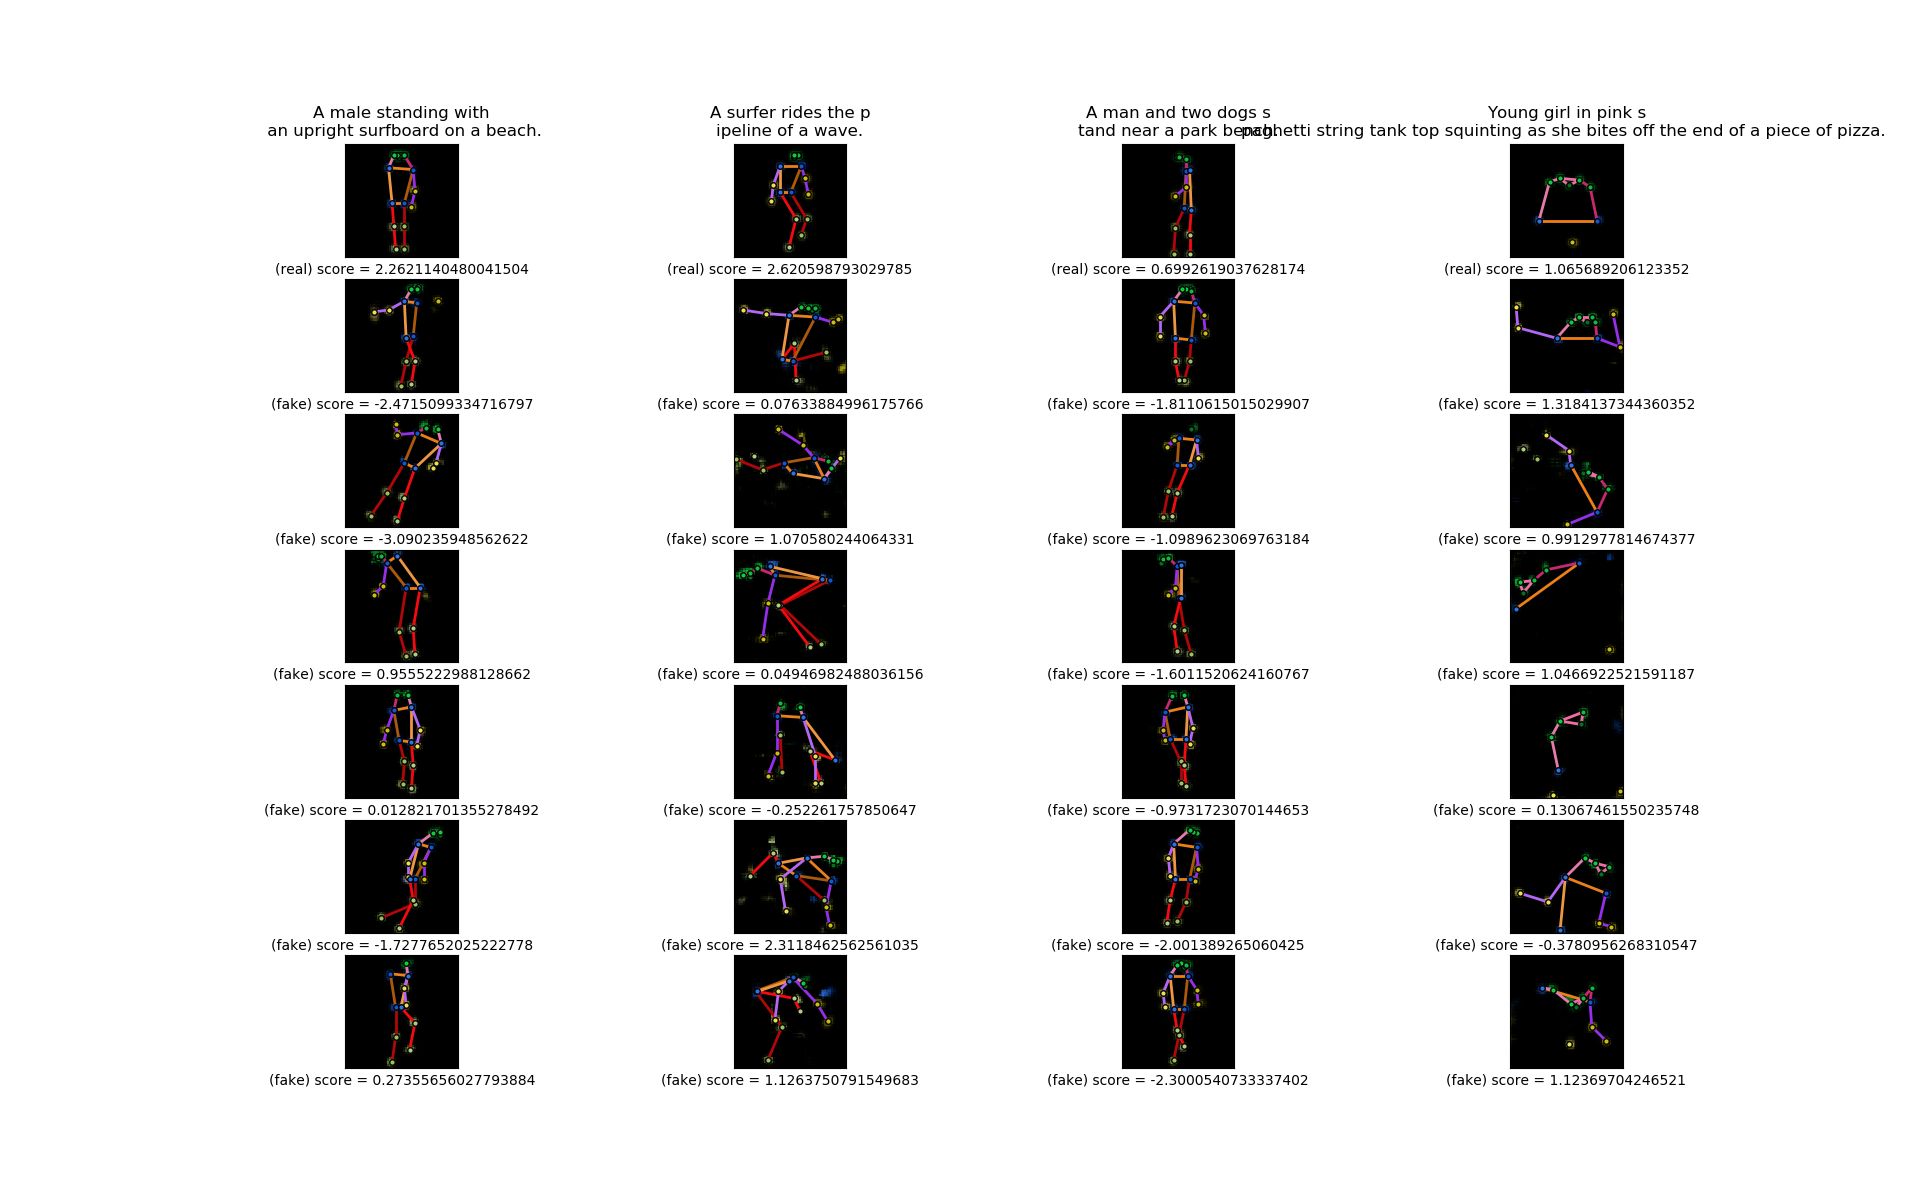 A male standing with
an upright surfboard on a beach.
A surfer rides the p
ipeline of a wave.
A man and two dogs s
tand near a park bench.
Young girl in pink s
paghetti string tank top squinting as she bites off the end of a piece of pizza.
(real) score = 2.2621140480041504
(real) score = 2.620598793029785
(real) score = 0.6992619037628174
(real) score = 1.065689206123352
(fake) score = -2.4715099334716797
(fake) score = 0.07633884996175766
(fake) score = -1.8110615015029907
(fake) score = 1.3184137344360352
(fake) score = -3.090235948562622
(fake) score = 1.070580244064331
(fake) score = -1.0989623069763184
(fake) score = 0.9912977814674377
(fake) score = 0.9555222988128662
(fake) score = 0.04946982488036156
(fake) score = -1.6011520624160767
(fake) score = 1.0466922521591187
(fake) score = 0.012821701355278492
(fake) score = -0.252261757850647
(fake) score = -0.9731723070144653
(fake) score = 0.13067461550235748
(fake) score = -1.7277652025222778
(fake) score = 2.3118462562561035
(fake) score = -2.001389265060425
(fake) score = -0.3780956268310547
(fake) score = 0.27355656027793884
(fake) score = 1.1263750791549683
(fake) score = -2.3000540733337402
(fake) score = 1.12369704246521